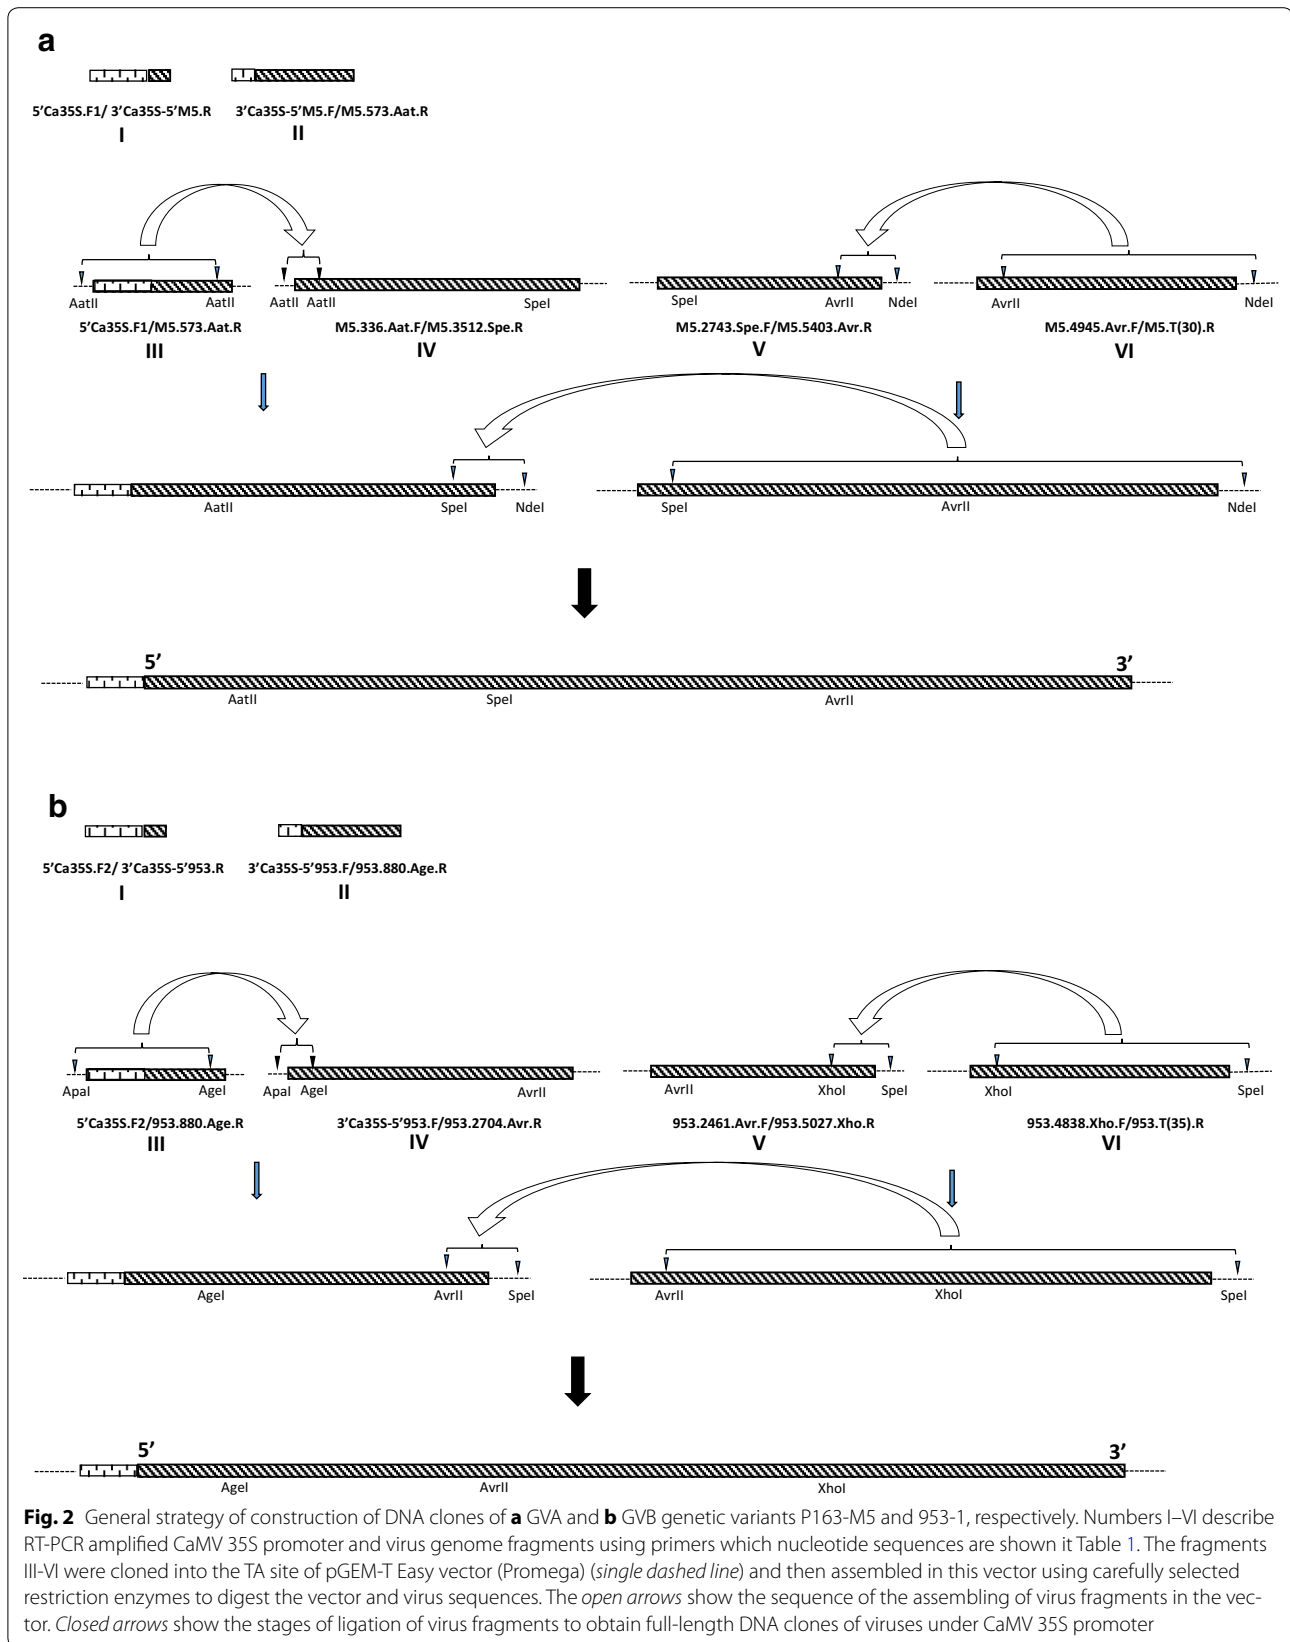 a
5'Ca35S.F1/ 3'Ca35S-5'M5.R 3'Ca35S-5'M5.F/M5.573.Aat.R
I II
AatII AatII AatII AatII SpeI SpeI AvrII NdeI AvrII NdeI
5'Ca35S.F1/M5.573.Aat.R M5.336.Aat.F/M5.3512.Spe.R M5.2743.Spe.F/M5.5403.Avr.R M5.4945.Avr.F/M5.T(30).R
III IV V VI
AatII SpeI NdeI SpeI AvrII NdeI
5' 3'
AatII SpeI AvrII
b
5'Ca35S.F2/ 3'Ca35S-5'953.R 3'Ca35S-5'953.F/953.880.Age.R
I II
ApaI AgeI ApaI AgeI AvrII AvrII XhoI SpeI XhoI SpeI
5'Ca35S.F2/953.880.Age.R 3'Ca35S-5'953.F/953.2704.Avr.R 953.2461.Avr.F/953.5027.Xho.R 953.4838.Xho.F/953.T(35).R
III IV V VI
AgeI AvrII SpeI AvrII XhoI SpeI
5' 3'
AgeI AvrII XhoI
Fig. 2 General strategy of construction of DNA clones of a GVA and b GVB genetic variants P163-M5 and 953-1, respectively. Numbers I–VI describe
RT-PCR amplified CaMV 35S promoter and virus genome fragments using primers which nucleotide sequences are shown it Table 1. The fragments
III-VI were cloned into the TA site of pGEM-T Easy vector (Promega) (single dashed line) and then assembled in this vector using carefully selected
restriction enzymes to digest the vector and virus sequences. The open arrows show the sequence of the assembling of virus fragments in the vec-
tor. Closed arrows show the stages of ligation of virus fragments to obtain full-length DNA clones of viruses under CaMV 35S promoter